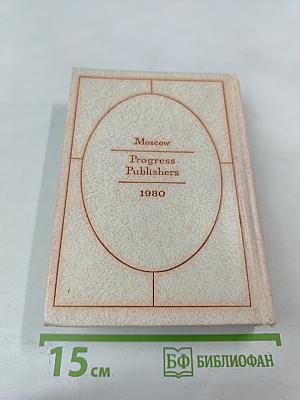 Moscow
Progress
Publishers
1980
15 см
БФ БИБЛИОФАН